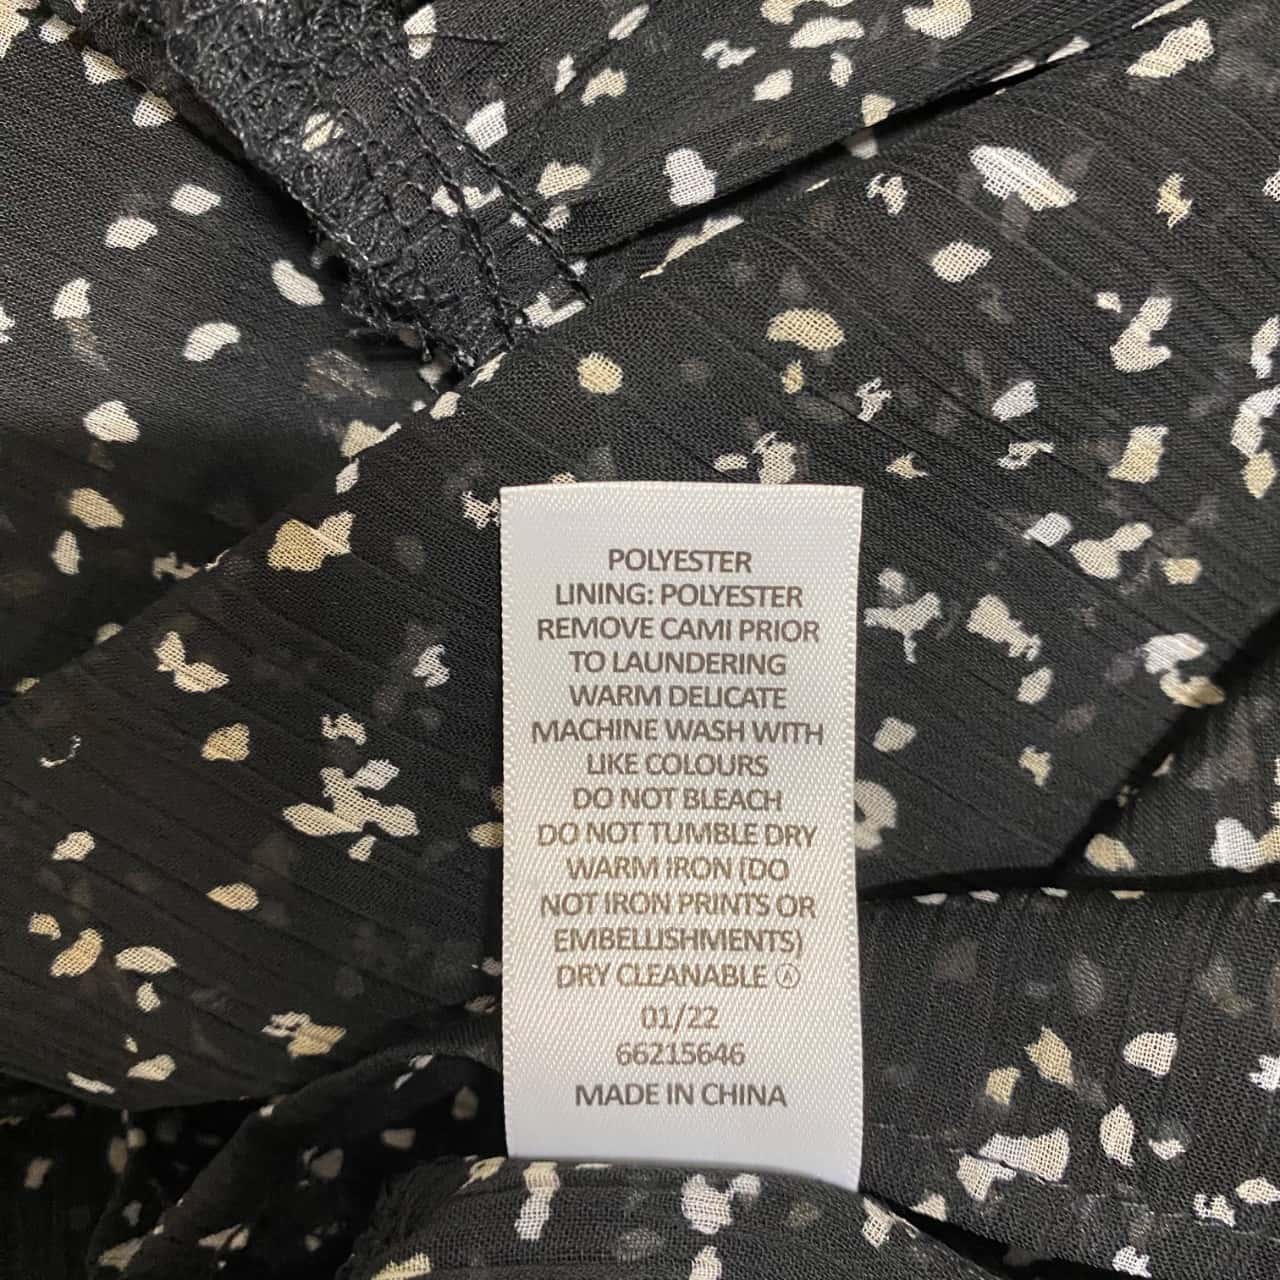 POLYESTER
LINING: POLYESTER
REMOVE CAMI PRIOR
TO LAUNDERING
WARM DELICATE
MACHINE WASH WITH
LIKE COLOURS
DO NOT BLEACH
DO NOT TUMBLE DRY
WARM IRON (DO
NOT IRON PRINTS OR
EMBELLISHMENTS)
DRY CLEANABLE Ⓐ
01/22
66215646
MADE IN CHINA